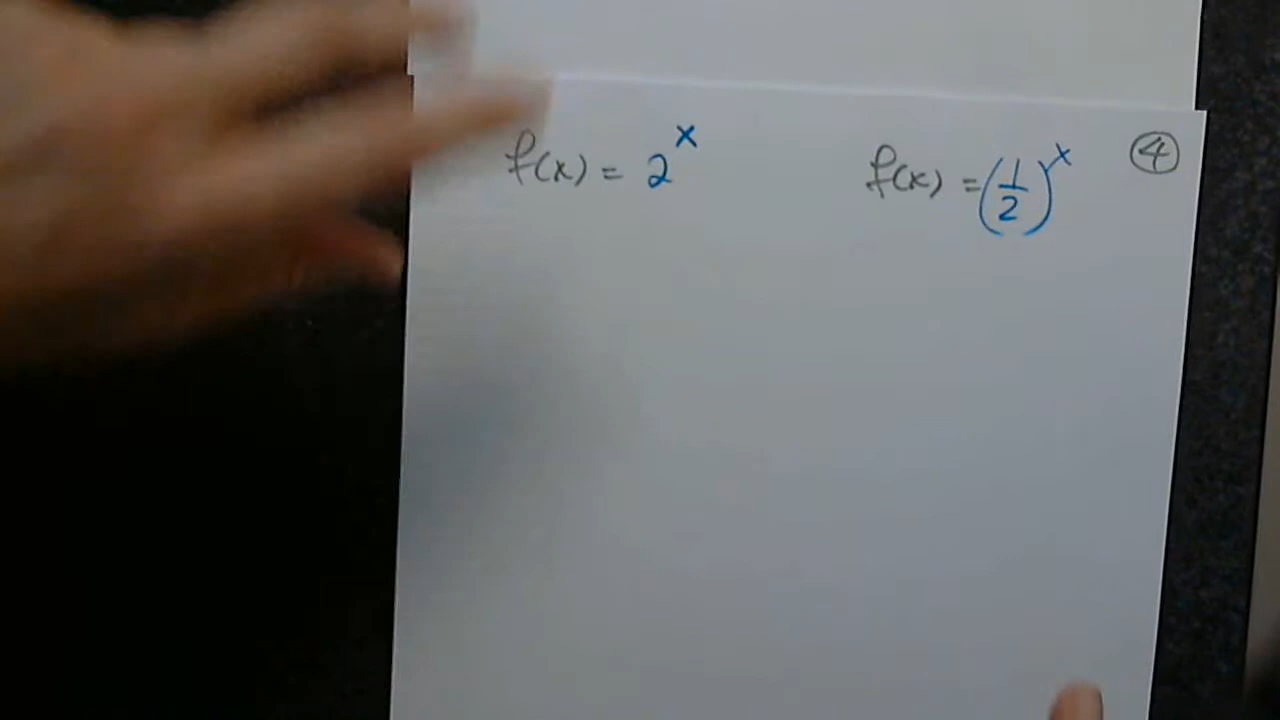 f(x) = 2^x f(x) = (1/2)^x ④